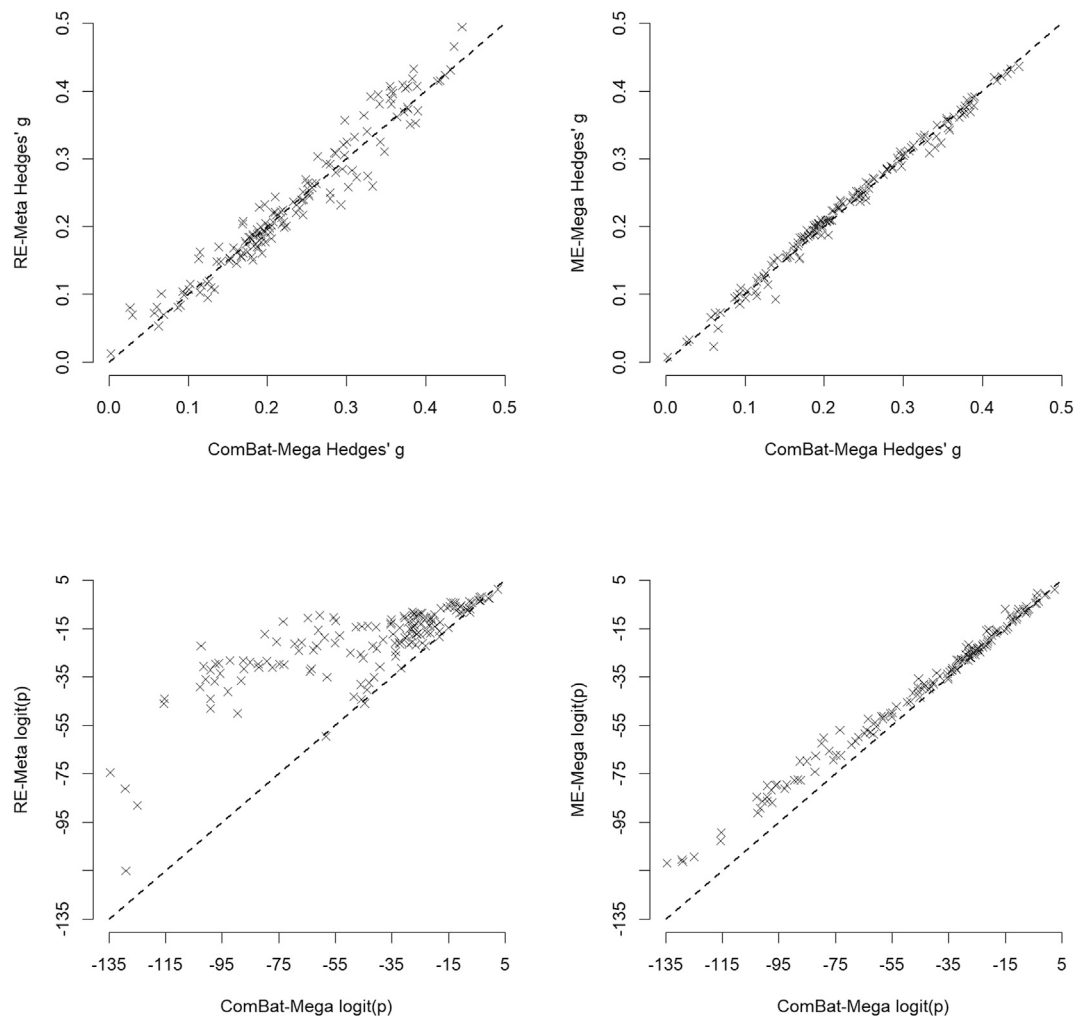 0.5
0.4
0.3
0.2
0.1
0.0
RE-Meta Hedges' g
0.0 0.1 0.2 0.3 0.4 0.5
ComBat-Mega Hedges' g
0.5
0.4
0.3
0.2
0.1
0.0
ME-Mega Hedges' g
0.0 0.1 0.2 0.3 0.4 0.5
ComBat-Mega Hedges' g
5
-15
-35
-55
-75
-95
-135
RE-Meta logit(p)
-135 -115 -95 -75 -55 -35 -15 5
ComBat-Mega logit(p)
5
-15
-35
-55
-75
-95
-135
ME-Mega logit(p)
-135 -115 -95 -75 -55 -35 -15 5
ComBat-Mega logit(p)